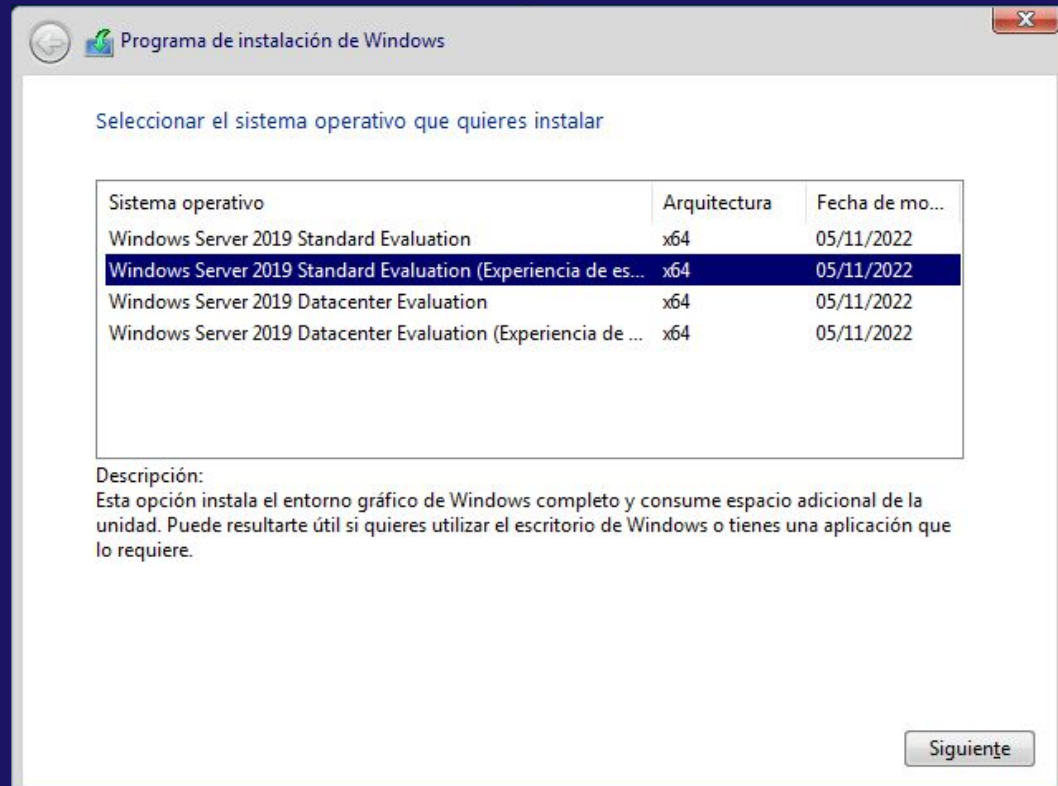 Programa de instalación de Windows
Seleccionar el sistema operativo que quieres instalar
Sistema operativo Arquitectura Fecha de mo...
Windows Server 2019 Standard Evaluation x64 05/11/2022
Windows Server 2019 Standard Evaluation (Experiencia de es... x64 05/11/2022
Windows Server 2019 Datacenter Evaluation x64 05/11/2022
Windows Server 2019 Datacenter Evaluation (Experiencia de ... x64 05/11/2022
Descripción:
Esta opción instala el entorno gráfico de Windows completo y consume espacio adicional de la
unidad. Puede resultarte útil si quieres utilizar el escritorio de Windows o tienes una aplicación que
lo requiere.
Siguiente